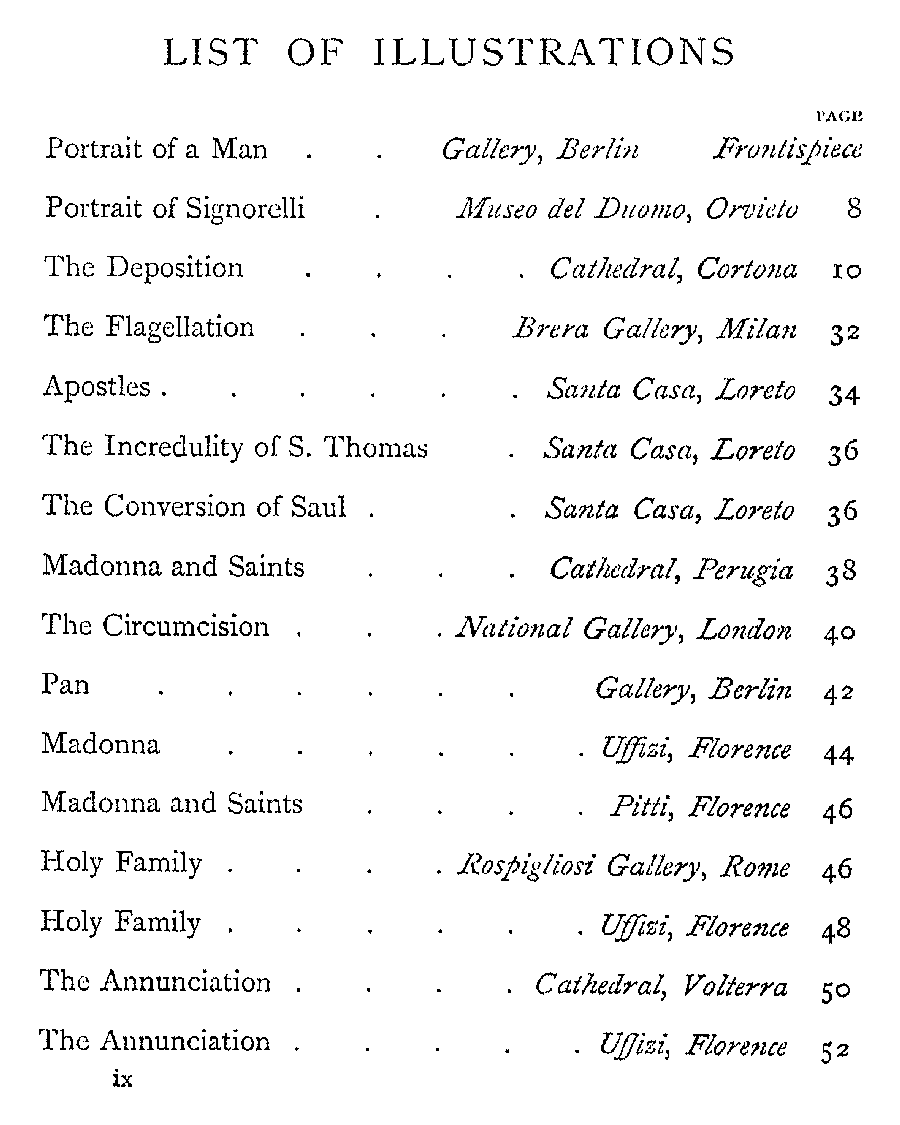 LIST OF ILLUSTRATIONS
PAGE
Portrait of a Man . . Gallery, Berlin Frontispiece
Portrait of Signorelli . Museo del Duomo, Orvieto 8
The Deposition . . . . Cathedral, Cortona 10
The Flagellation . . . Brera Gallery, Milan 32
Apostles . . . . . . Santa Casa, Loreto 34
The Incredulity of S. Thomas . Santa Casa, Loreto 36
The Conversion of Saul . . Santa Casa, Loreto 36
Madonna and Saints . . . Cathedral, Perugia 38
The Circumcision . . . National Gallery, London 40
Pan . . . . . . Gallery, Berlin 42
Madonna . . . . . . Uffizi, Florence 44
Madonna and Saints . . . . Pitti, Florence 46
Holy Family . . . . Rospigliosi Gallery, Rome 46
Holy Family . . . . . . Uffizi, Florence 48
The Annunciation . . . . Cathedral, Volterra 50
The Annunciation . . . . . Uffizi, Florence 52
ix